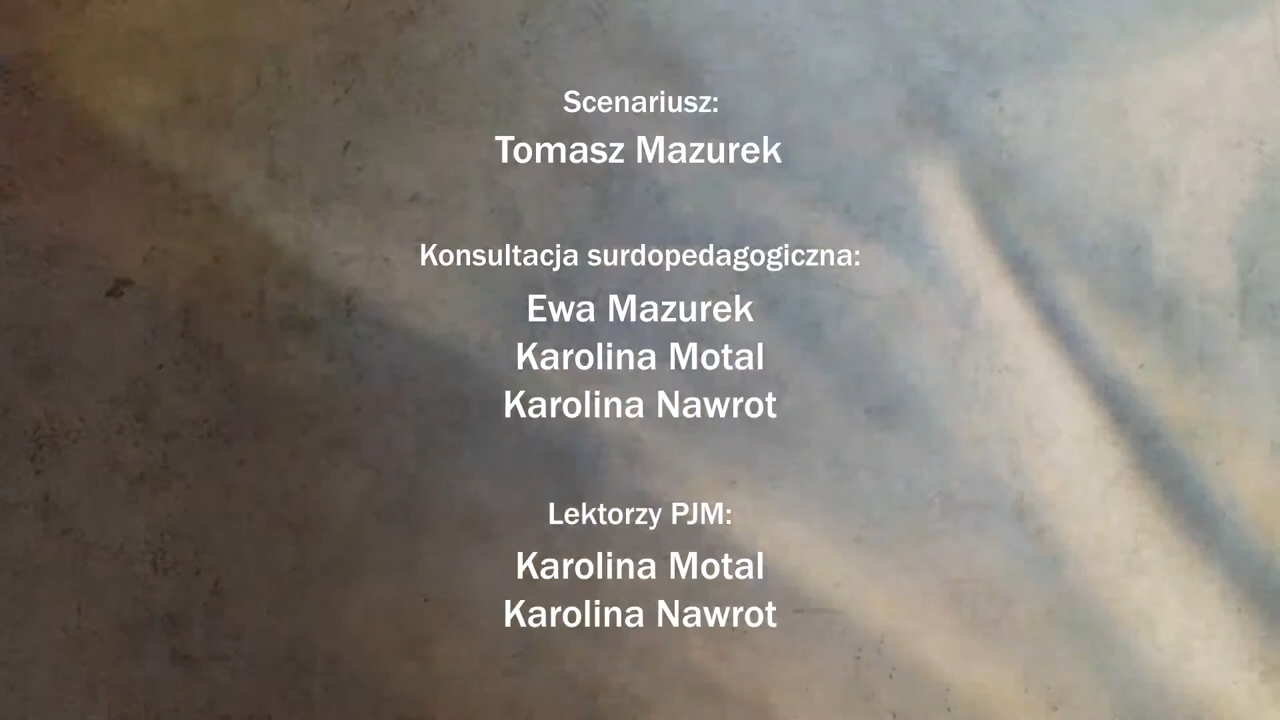 Scenariusz:
Tomasz Mazurek
Konsultacja surdopedagogiczna:
Ewa Mazurek
Karolina Motal
Karolina Nawrot
Lektorzy PJM:
Karolina Motal
Karolina Nawrot